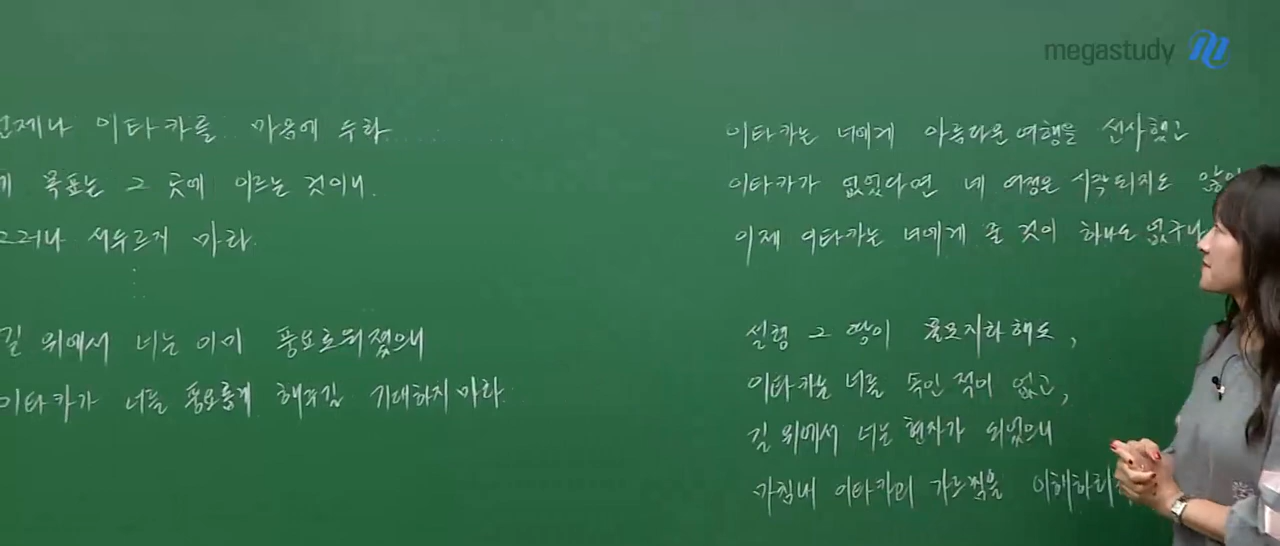 megastudy
언제나 이타카를 마음에 두라
네 목표는 그 곳에 이르는 것이니.
그러나 서두르지 마라.
길 위에서 너는 이미 풍요로워졌으니
이타카가 너를 풍요롭게 해주길 기대하지 마라.
이타카는 너에게 아름다운 여행을 선사했고
이타카가 없었다면 네 여정은 시작되지도 않았
이제 이타카는 너에게 줄 것이 하나도 없구나
설령 그 땅이 불모지라 해도,
이타카는 너를 속인 적이 없고,
길 위에서 너는 현자가 되었으니
마침내 이타카의 가르침을 이해하리